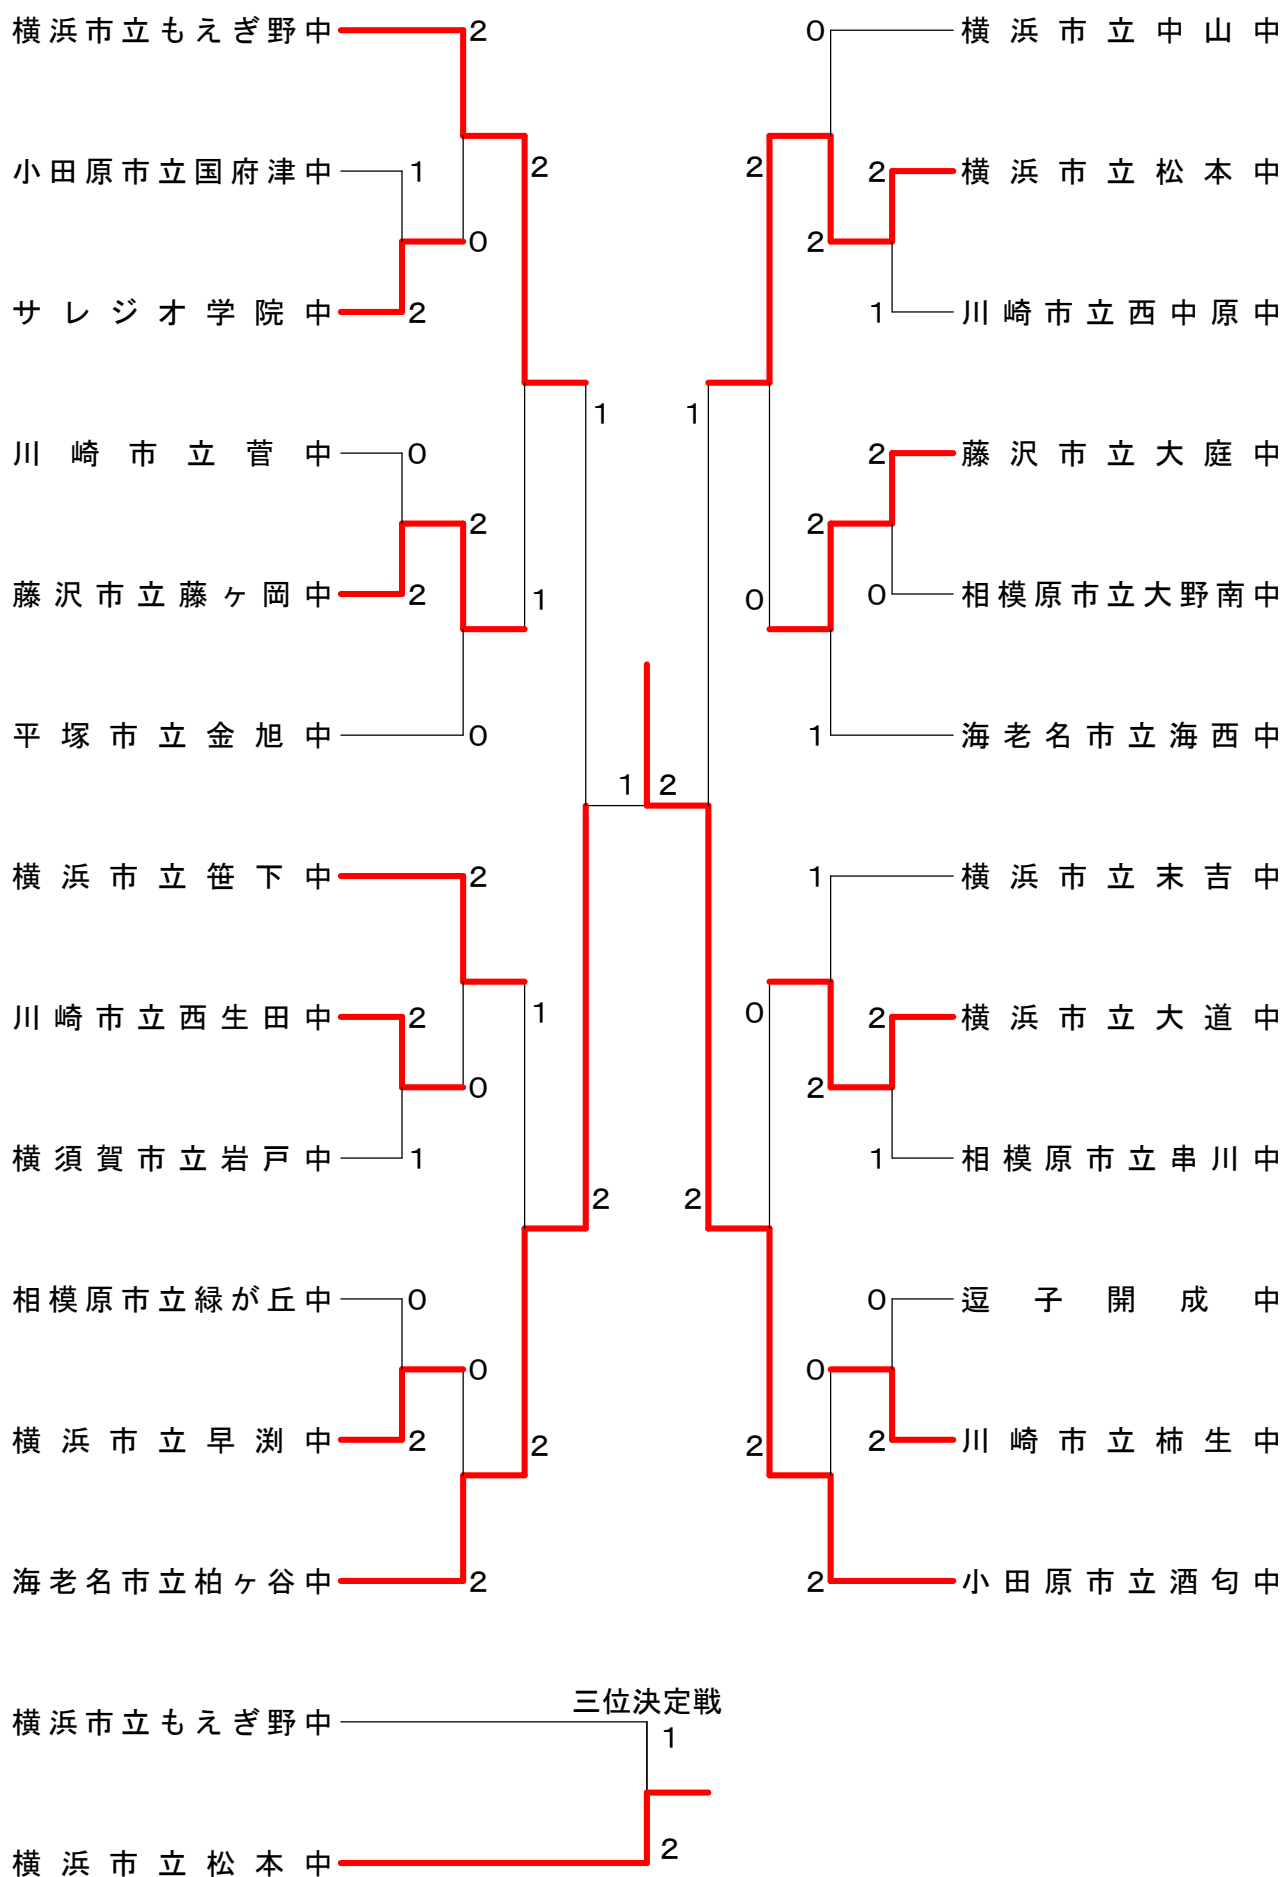 横浜市立もえぎ野中 2 0 横浜市立中山中
小田原市立国府津中 1 2 2 2 横浜市立松本中
0 2
サレジオ学院中 2 1 川崎市立西中原中
1 1
川崎市立菅中 0 2 藤沢市立大庭中
2 2
藤沢市立藤ヶ岡中 2 1 0 0 相模原市立大野南中
平塚市立金旭中 0 1 海老名市立海西中
1 2
横浜市立笹下中 2 1 横浜市立末吉中
川崎市立西生田中 2 1 0 2 横浜市立大道中
0 2
横須賀市立岩戸中 1 1 相模原市立串川中
2 2
相模原市立緑が丘中 0 0 逗子開成中
0 0
横浜市立早渕中 2 2 2 2 川崎市立柿生中
海老名市立柏ヶ谷中 2 2 小田原市立酒匂中
三位決定戦
横浜市立もえぎ野中 1
横浜市立松本中 2